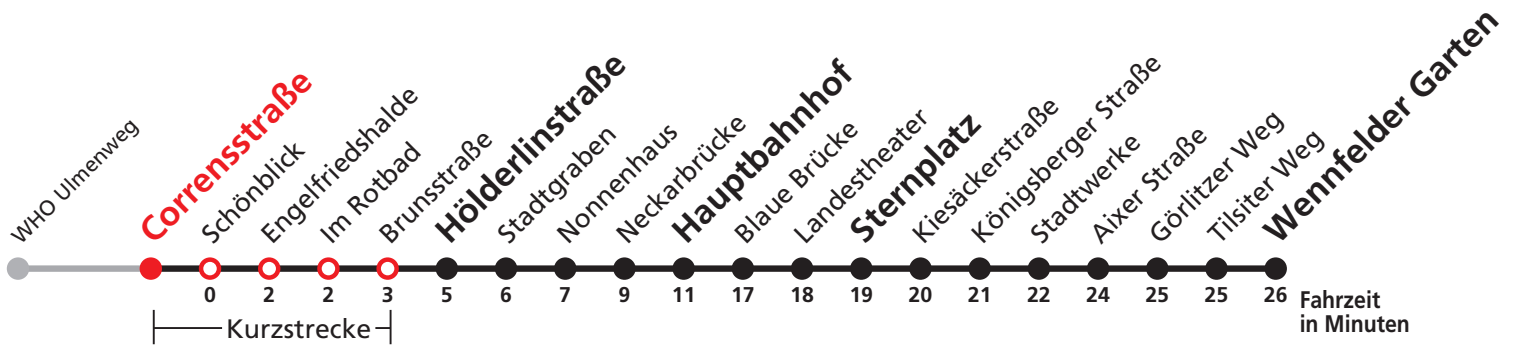 WHO Ulmenweg
Corrensstraße
Schönblick
Engelfriedshalde
Im Rotbad
Brunsstraße
Hölderlinstraße
Stadtgraben
Nonnenhaus
Neckarbrücke
Hauptbahnhof
Blaue Brücke
Landestheater
Sternplatz
Kiesäckerstraße
Königsberger Straße
Stadtwerke
Aixer Straße
Görlitzer Weg
Tilsiter Weg
Wennfelder Garten
0 2 2 3 5 6 7 9 11 17 18 19 20 21 22 24 25 25 26
Fahrzeit
in Minuten
Kurzstrecke